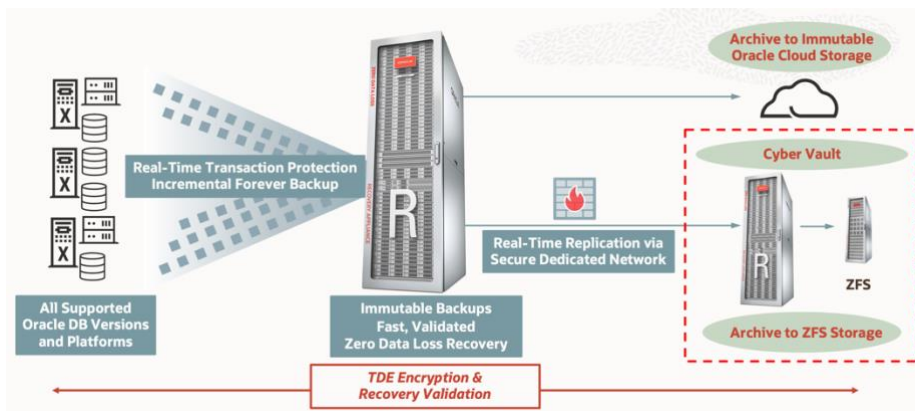 Archive to Immutable
Oracle Cloud Storage
Real-Time Transaction Protection
Incremental Forever Backup
X
X
X
R
Real-Time Replication via
Secure Dedicated Network
Cyber Vault
R
ZFS
Archive to ZFS Storage
All Supported
Oracle DB Versions
and Platforms
Immutable Backups
Fast, Validated
Zero Data Loss Recovery
TDE Encryption &
Recovery Validation